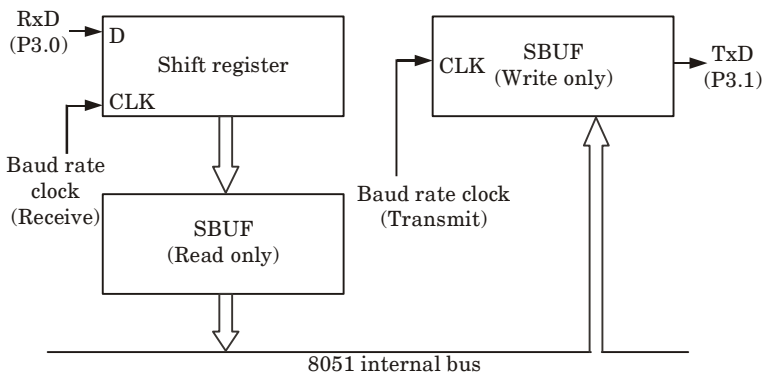 RxD
(P3.0)
D
Shift register
CLK
Baud rate
clock
(Receive)
SBUF
(Read only)
CLK
SBUF
(Write only)
TxD
(P3.1)
Baud rate clock
(Transmit)
8051 internal bus